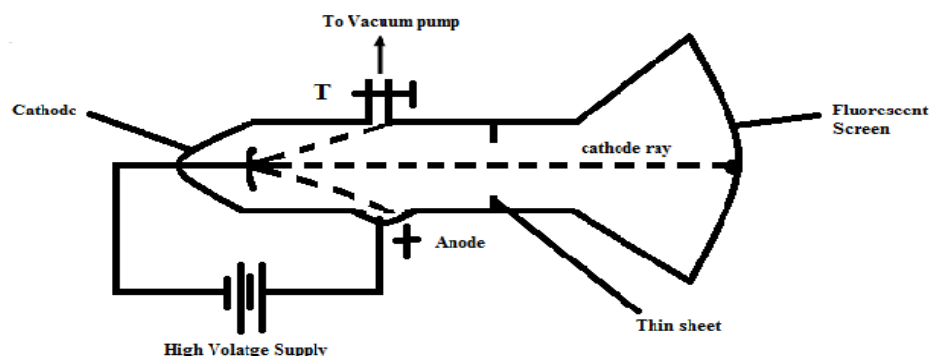 To Vacuum pump
T
Cathode
Fluorescent
Screen
cathode ray
+ Anode
Thin sheet
High Volatge Supply